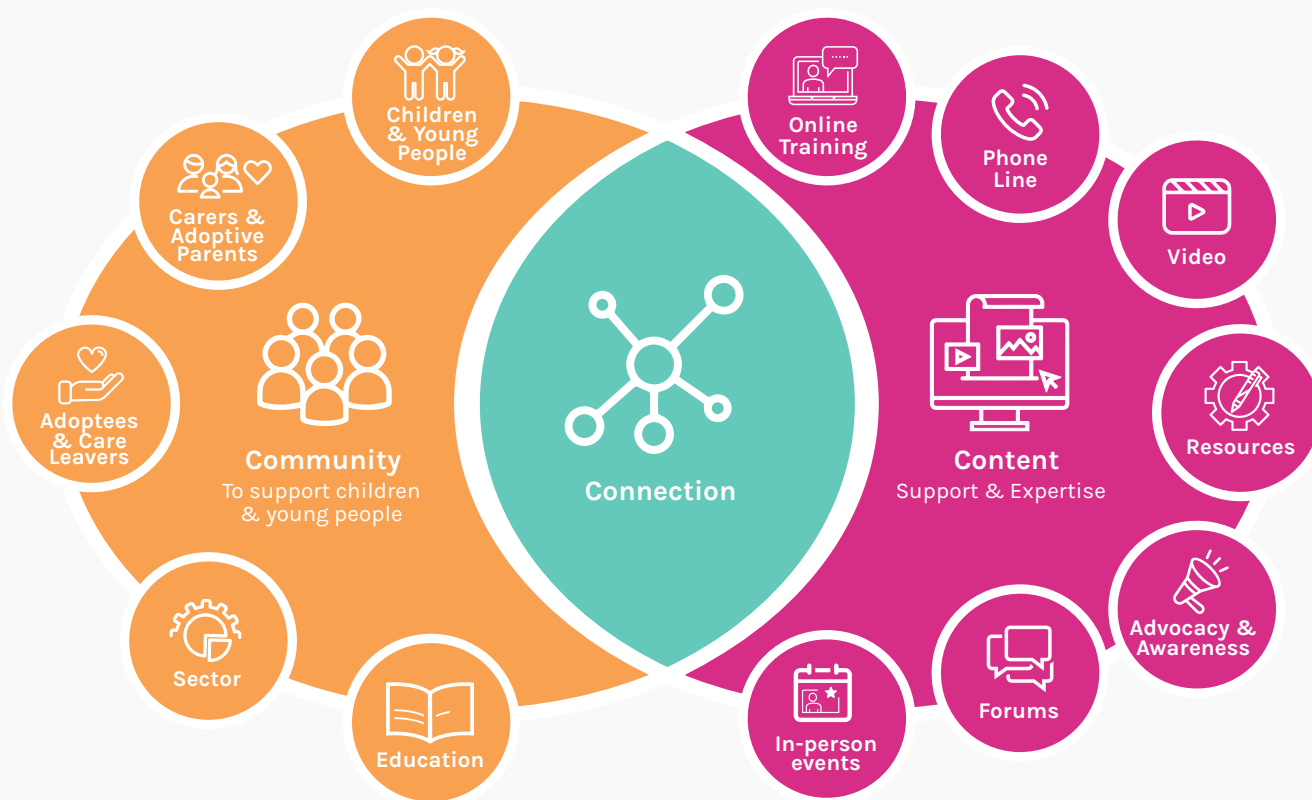 Children
& Young
People
Carers &
Adoptive
Parents
Adoptees
& Care
Leavers
Community
To support children
& young people
Sector
Education
Connection
Online
Training
Phone
Line
Video
Content
Support & Expertise
Resources
Advocacy &
Awareness
Forums
In-person
events